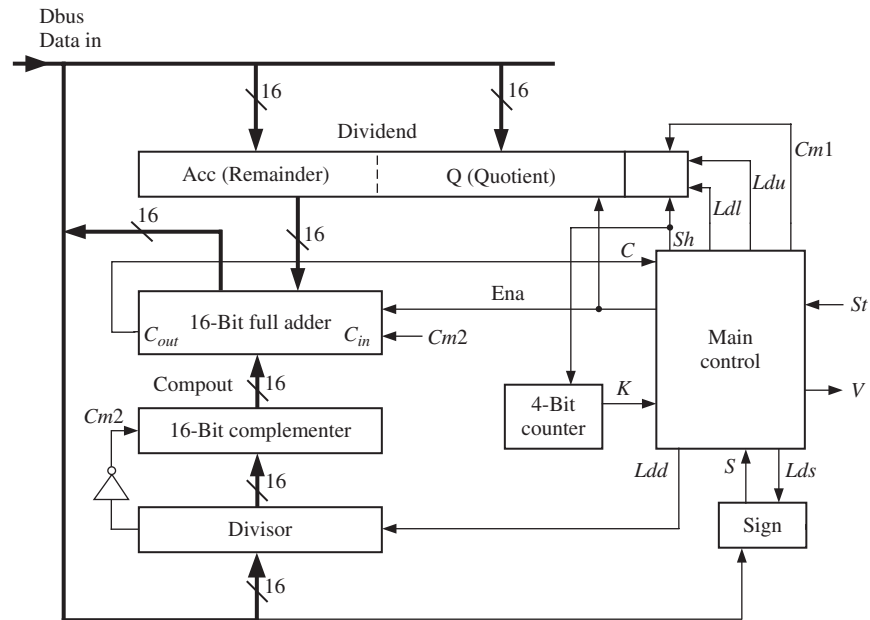 Dbus
Data in
16
16
Dividend
Acc (Remainder)
Q (Quotient)
Cm1
Ldu
Ldl
16
16
C
Sh
Ena
St
16-Bit full adder
C_out
C_in
Cm2
Main
control
Compout
16
K
V
4-Bit
counter
Cm2
16-Bit complementer
16
Ldd
S
Lds
Divisor
Sign
16